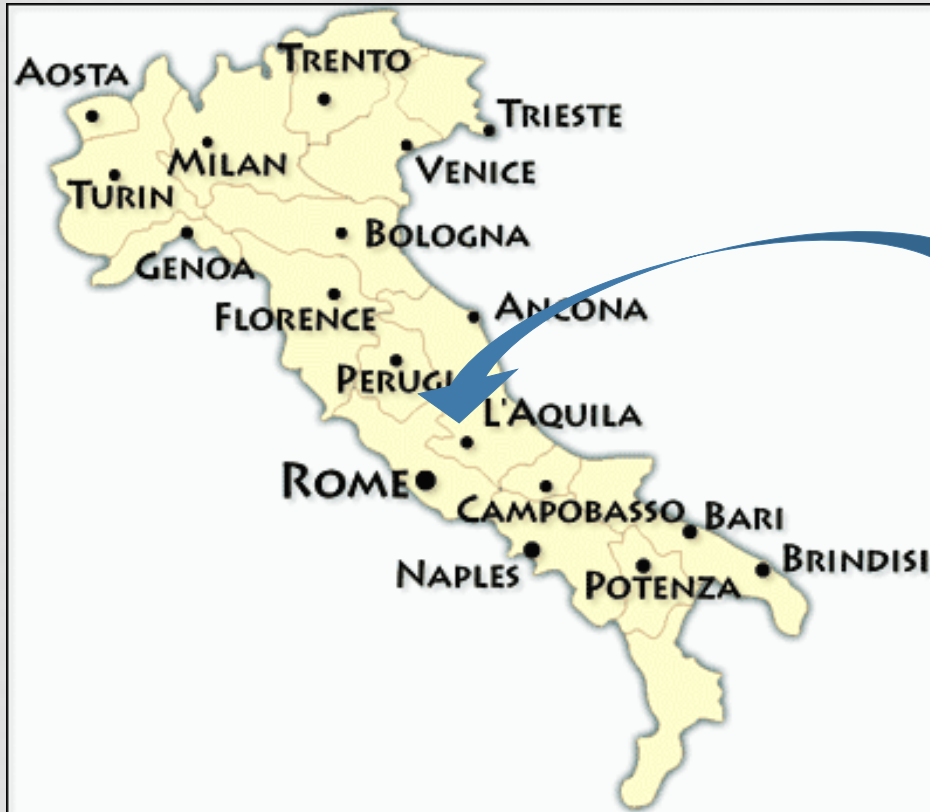 Trento
Aosta
Trieste
Milan
Venice
Turin
Bologna
Genoa
Ancona
Florence
Perugi
L'Aquila
Rome
Campobasso
Bari
Brindisi
Naples
Potenza